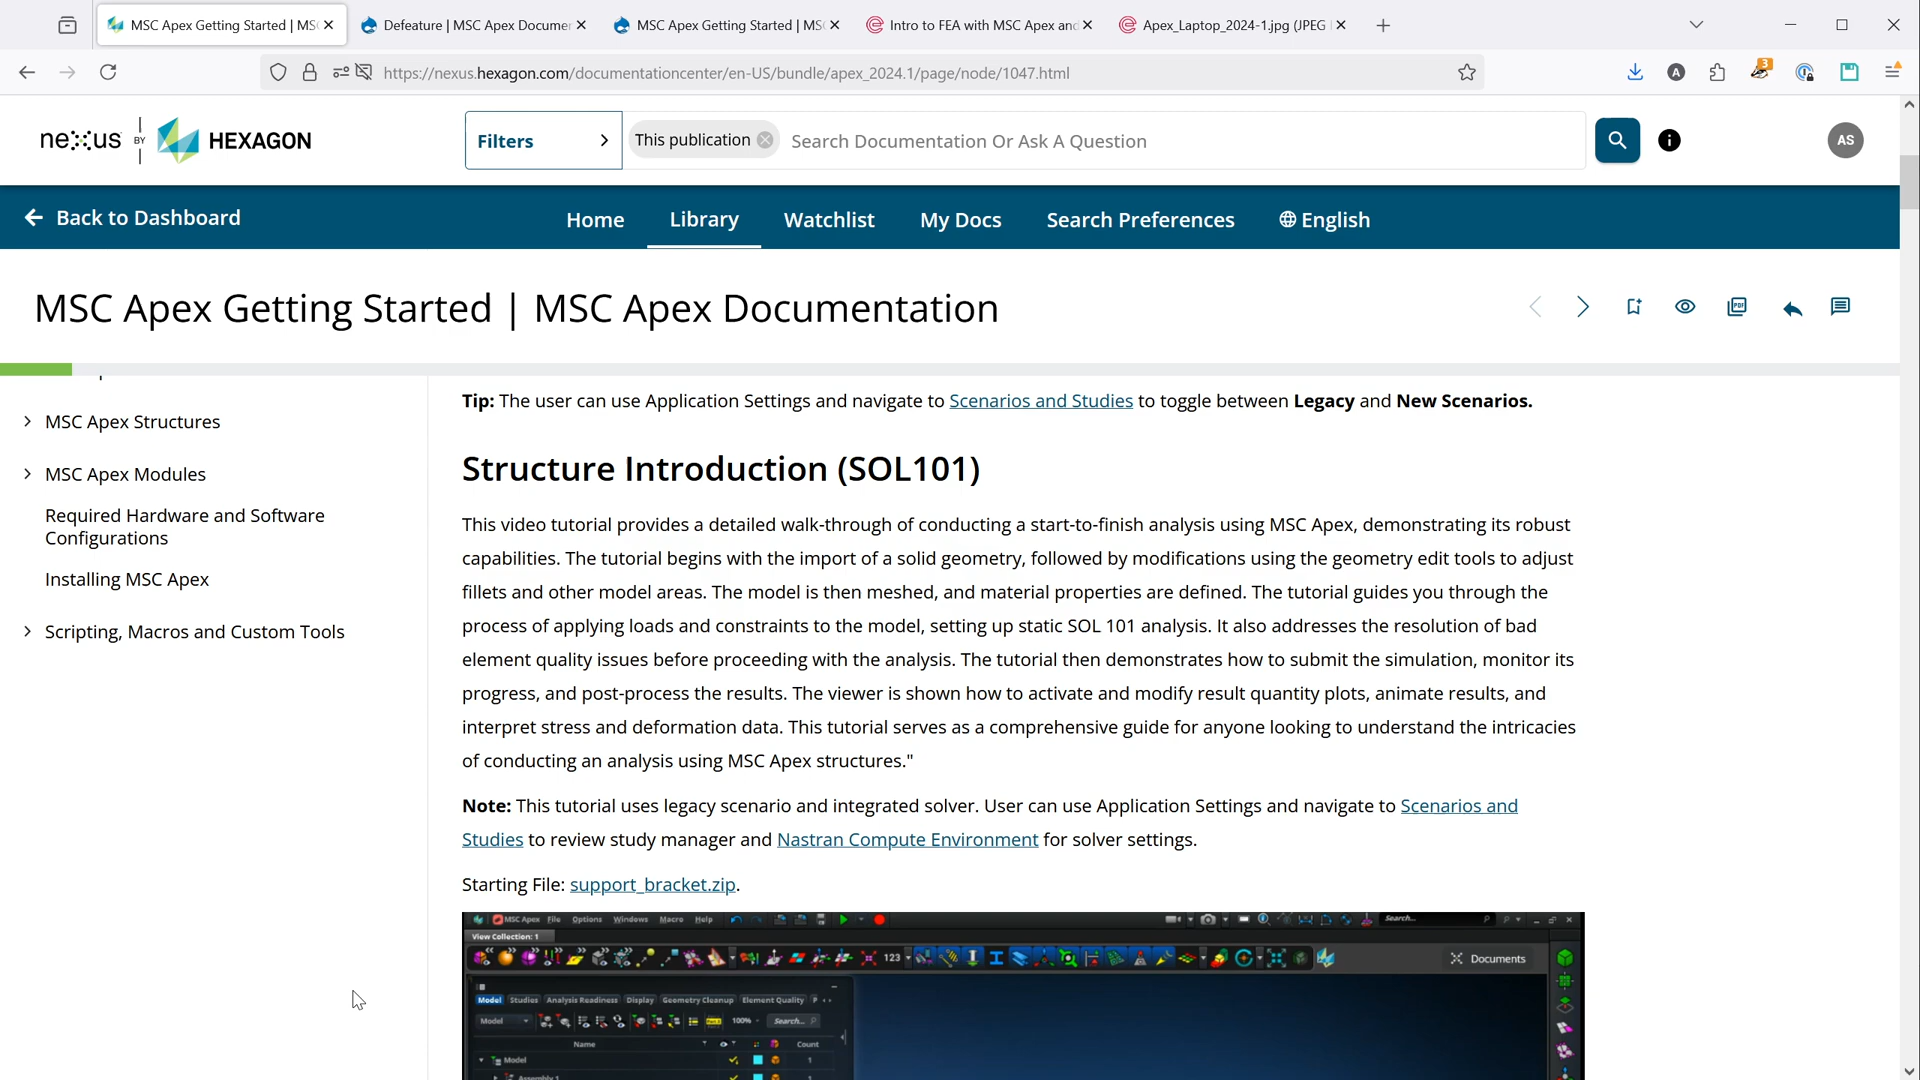 MSC Apex Getting Started | MSC
Defeature | MSC Apex Documen
MSC Apex Getting Started | MSC
Intro to FEA with MSC Apex and
Apex_Laptop_2024-1.jpg (JPEG
https://nexus.hexagon.com/documentationcenter/en-US/bundle/apex_2024.1/page/node/1047.html
A
3
nexus BY HEXAGON
Filters
This publication
Search Documentation Or Ask A Question
AS
Back to Dashboard
Home
Library
Watchlist
My Docs
Search Preferences
English
MSC Apex Getting Started | MSC Apex Documentation
PDF
MSC Apex Structures
MSC Apex Modules
Required Hardware and Software
Configurations
Installing MSC Apex
Scripting, Macros and Custom Tools
Tip: The user can use Application Settings and navigate to Scenarios and Studies to toggle between Legacy and New Scenarios.
Structure Introduction (SOL101)
This video tutorial provides a detailed walk-through of conducting a start-to-finish analysis using MSC Apex, demonstrating its robust
capabilities. The tutorial begins with the import of a solid geometry, followed by modifications using the geometry edit tools to adjust
fillets and other model areas. The model is then meshed, and material properties are defined. The tutorial guides you through the
process of applying loads and constraints to the model, setting up static SOL 101 analysis. It also addresses the resolution of bad
element quality issues before proceeding with the analysis. The tutorial then demonstrates how to submit the simulation, monitor its
progress, and post-process the results. The viewer is shown how to activate and modify result quantity plots, animate results, and
interpret stress and deformation data. This tutorial serves as a comprehensive guide for anyone looking to understand the intricacies
of conducting an analysis using MSC Apex structures."
Note: This tutorial uses legacy scenario and integrated solver. User can use Application Settings and navigate to Scenarios and
Studies to review study manager and Nastran Compute Environment for solver settings.
Starting File: support_bracket.zip.
MSC Apex File Options Windows Macro Help
Search...
View Collection: 1
123
Documents
Model Studies Analysis Readiness Display Geometry Cleanup Element Quality P
Model
100%
Search...
Name
Count
Model
1
Assembly 1
1